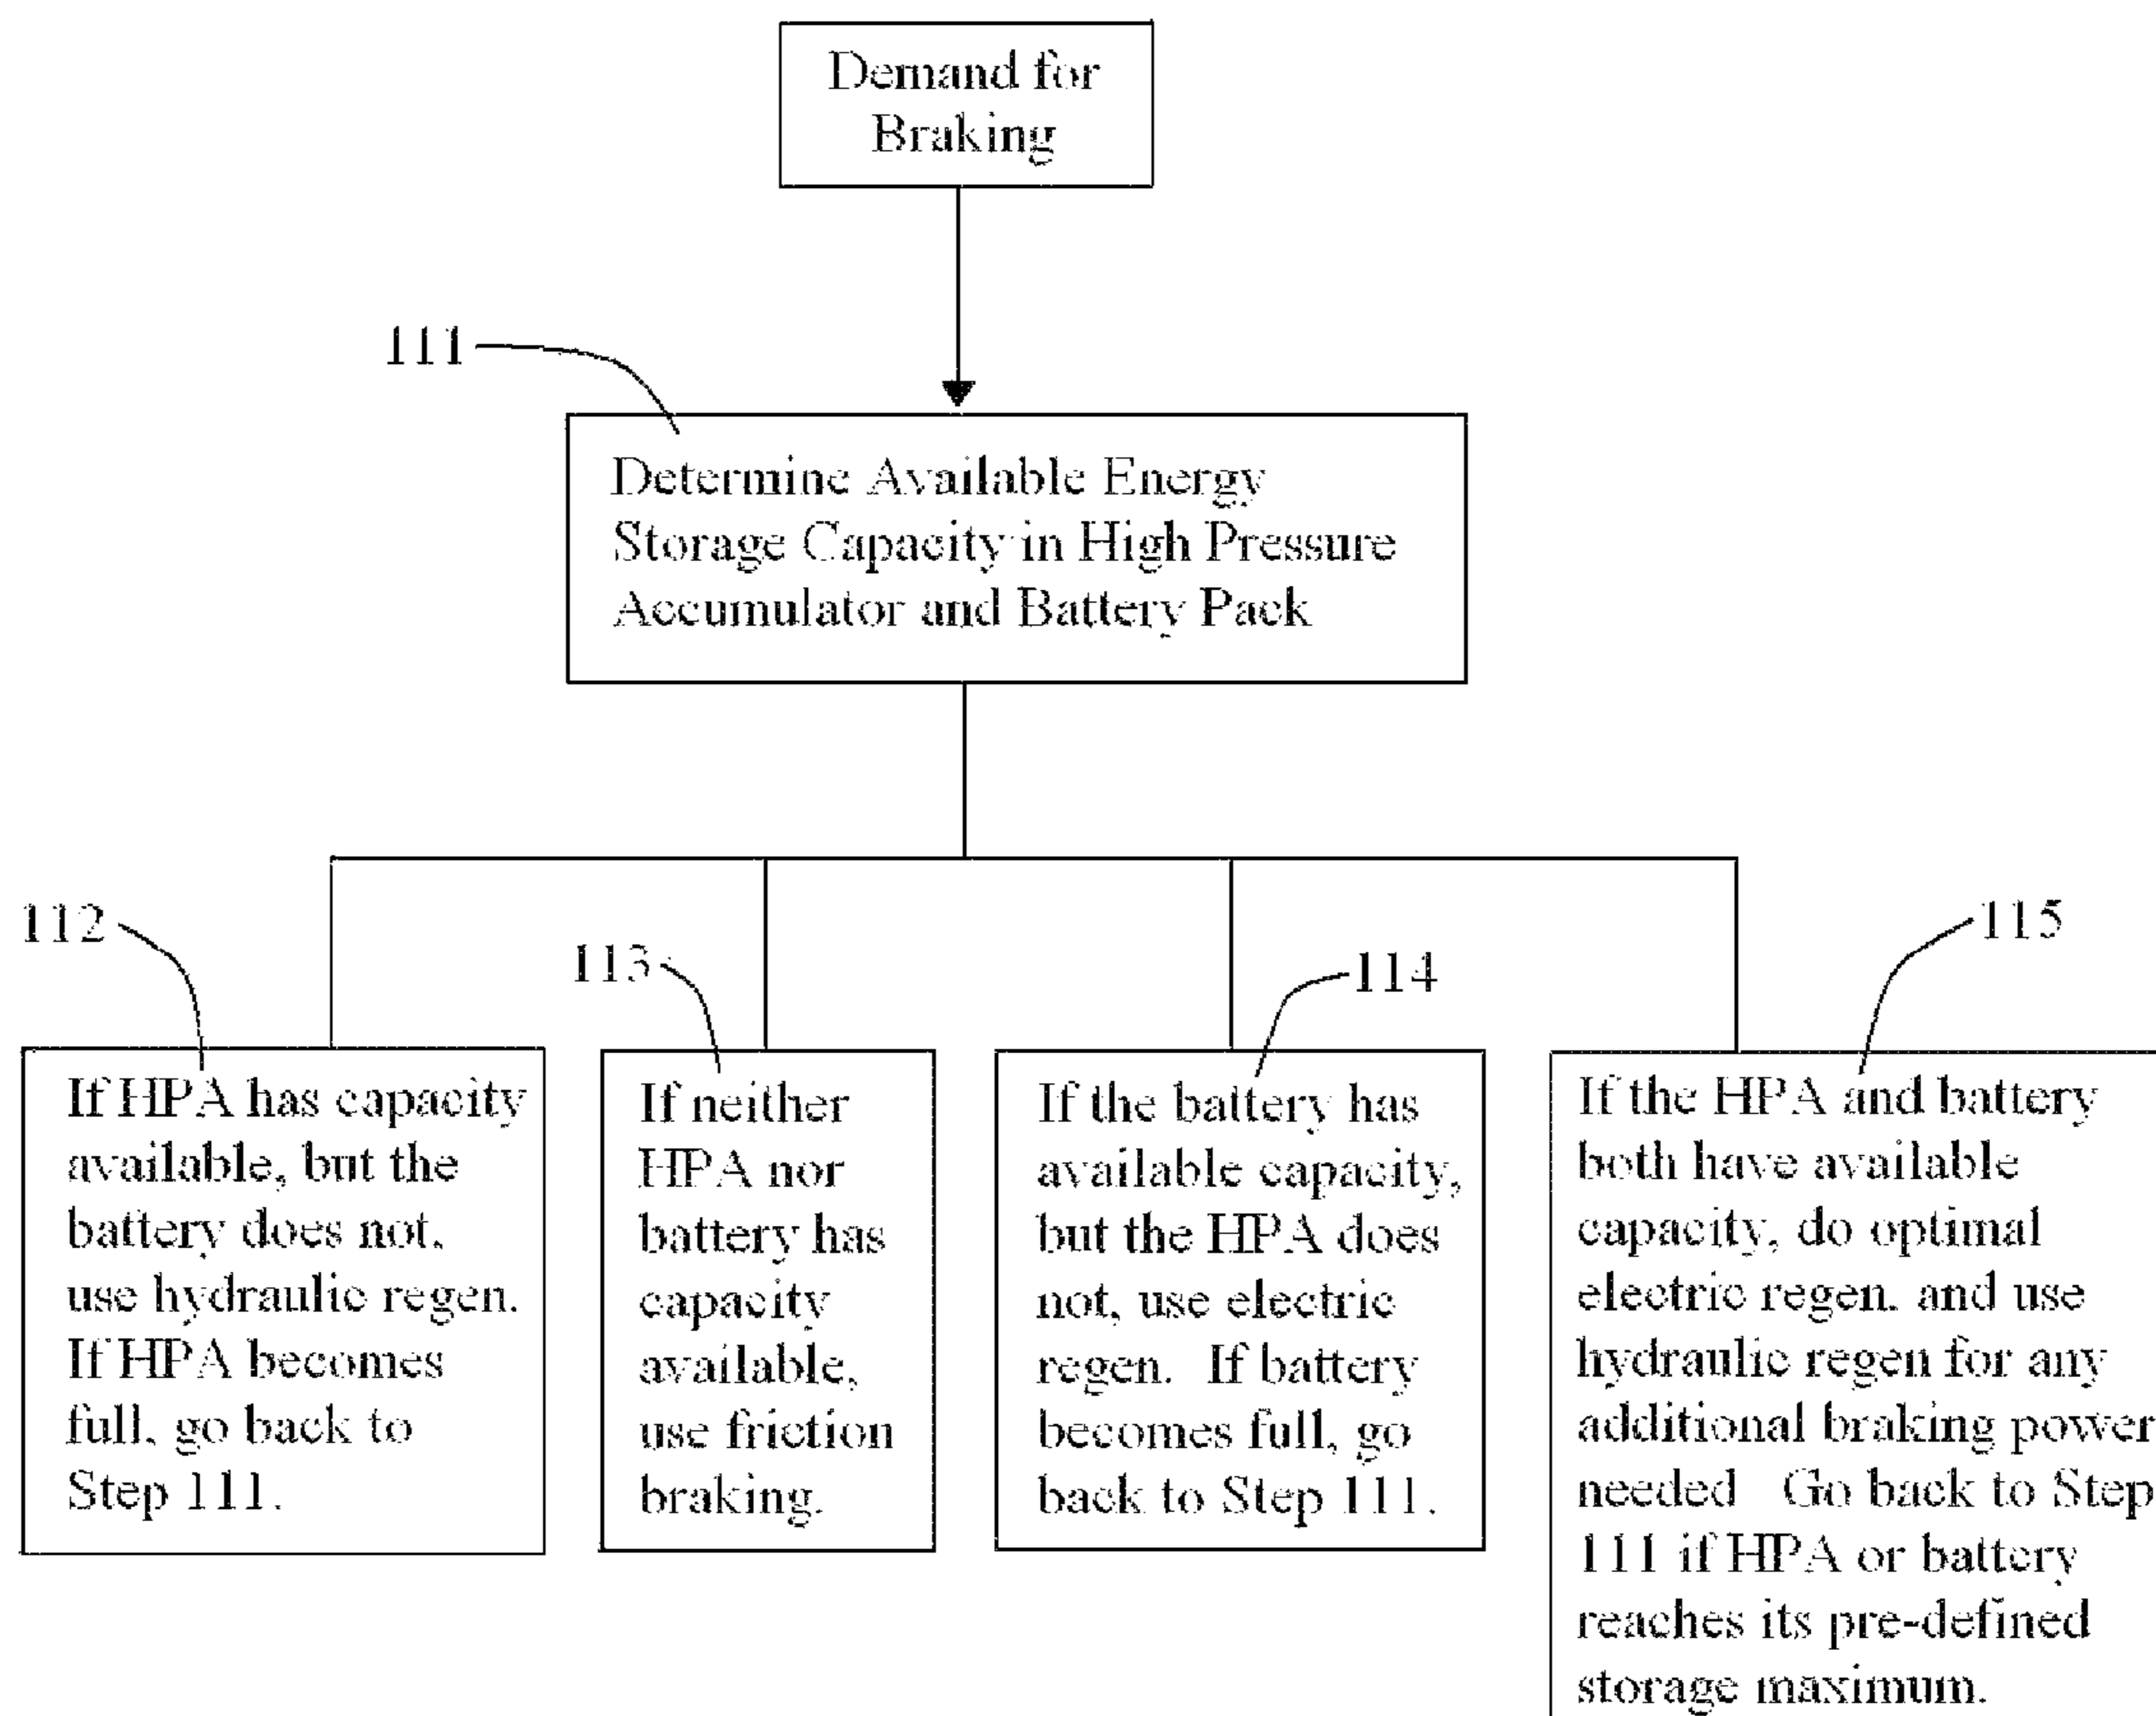 Demand for
Braking
111
Determine Available Energy
Storage Capacity in High Pressure
Accumulator and Battery Pack
112
If HPA has capacity
available, but the
battery does not,
use hydraulic regen.
If HPA becomes
full, go back to
Step 111.
113
If neither
HPA nor
battery has
capacity
available,
use friction
braking.
114
If the battery has
available capacity,
but the HPA does
not, use electric
regen. If battery
becomes full, go
back to Step 111.
115
If the HPA and battery
both have available
capacity, do optimal
electric regen, and use
hydraulic regen for any
additional braking power
needed Go back to Step
111 if HPA or battery
reaches its pre-defined
storage maximum.